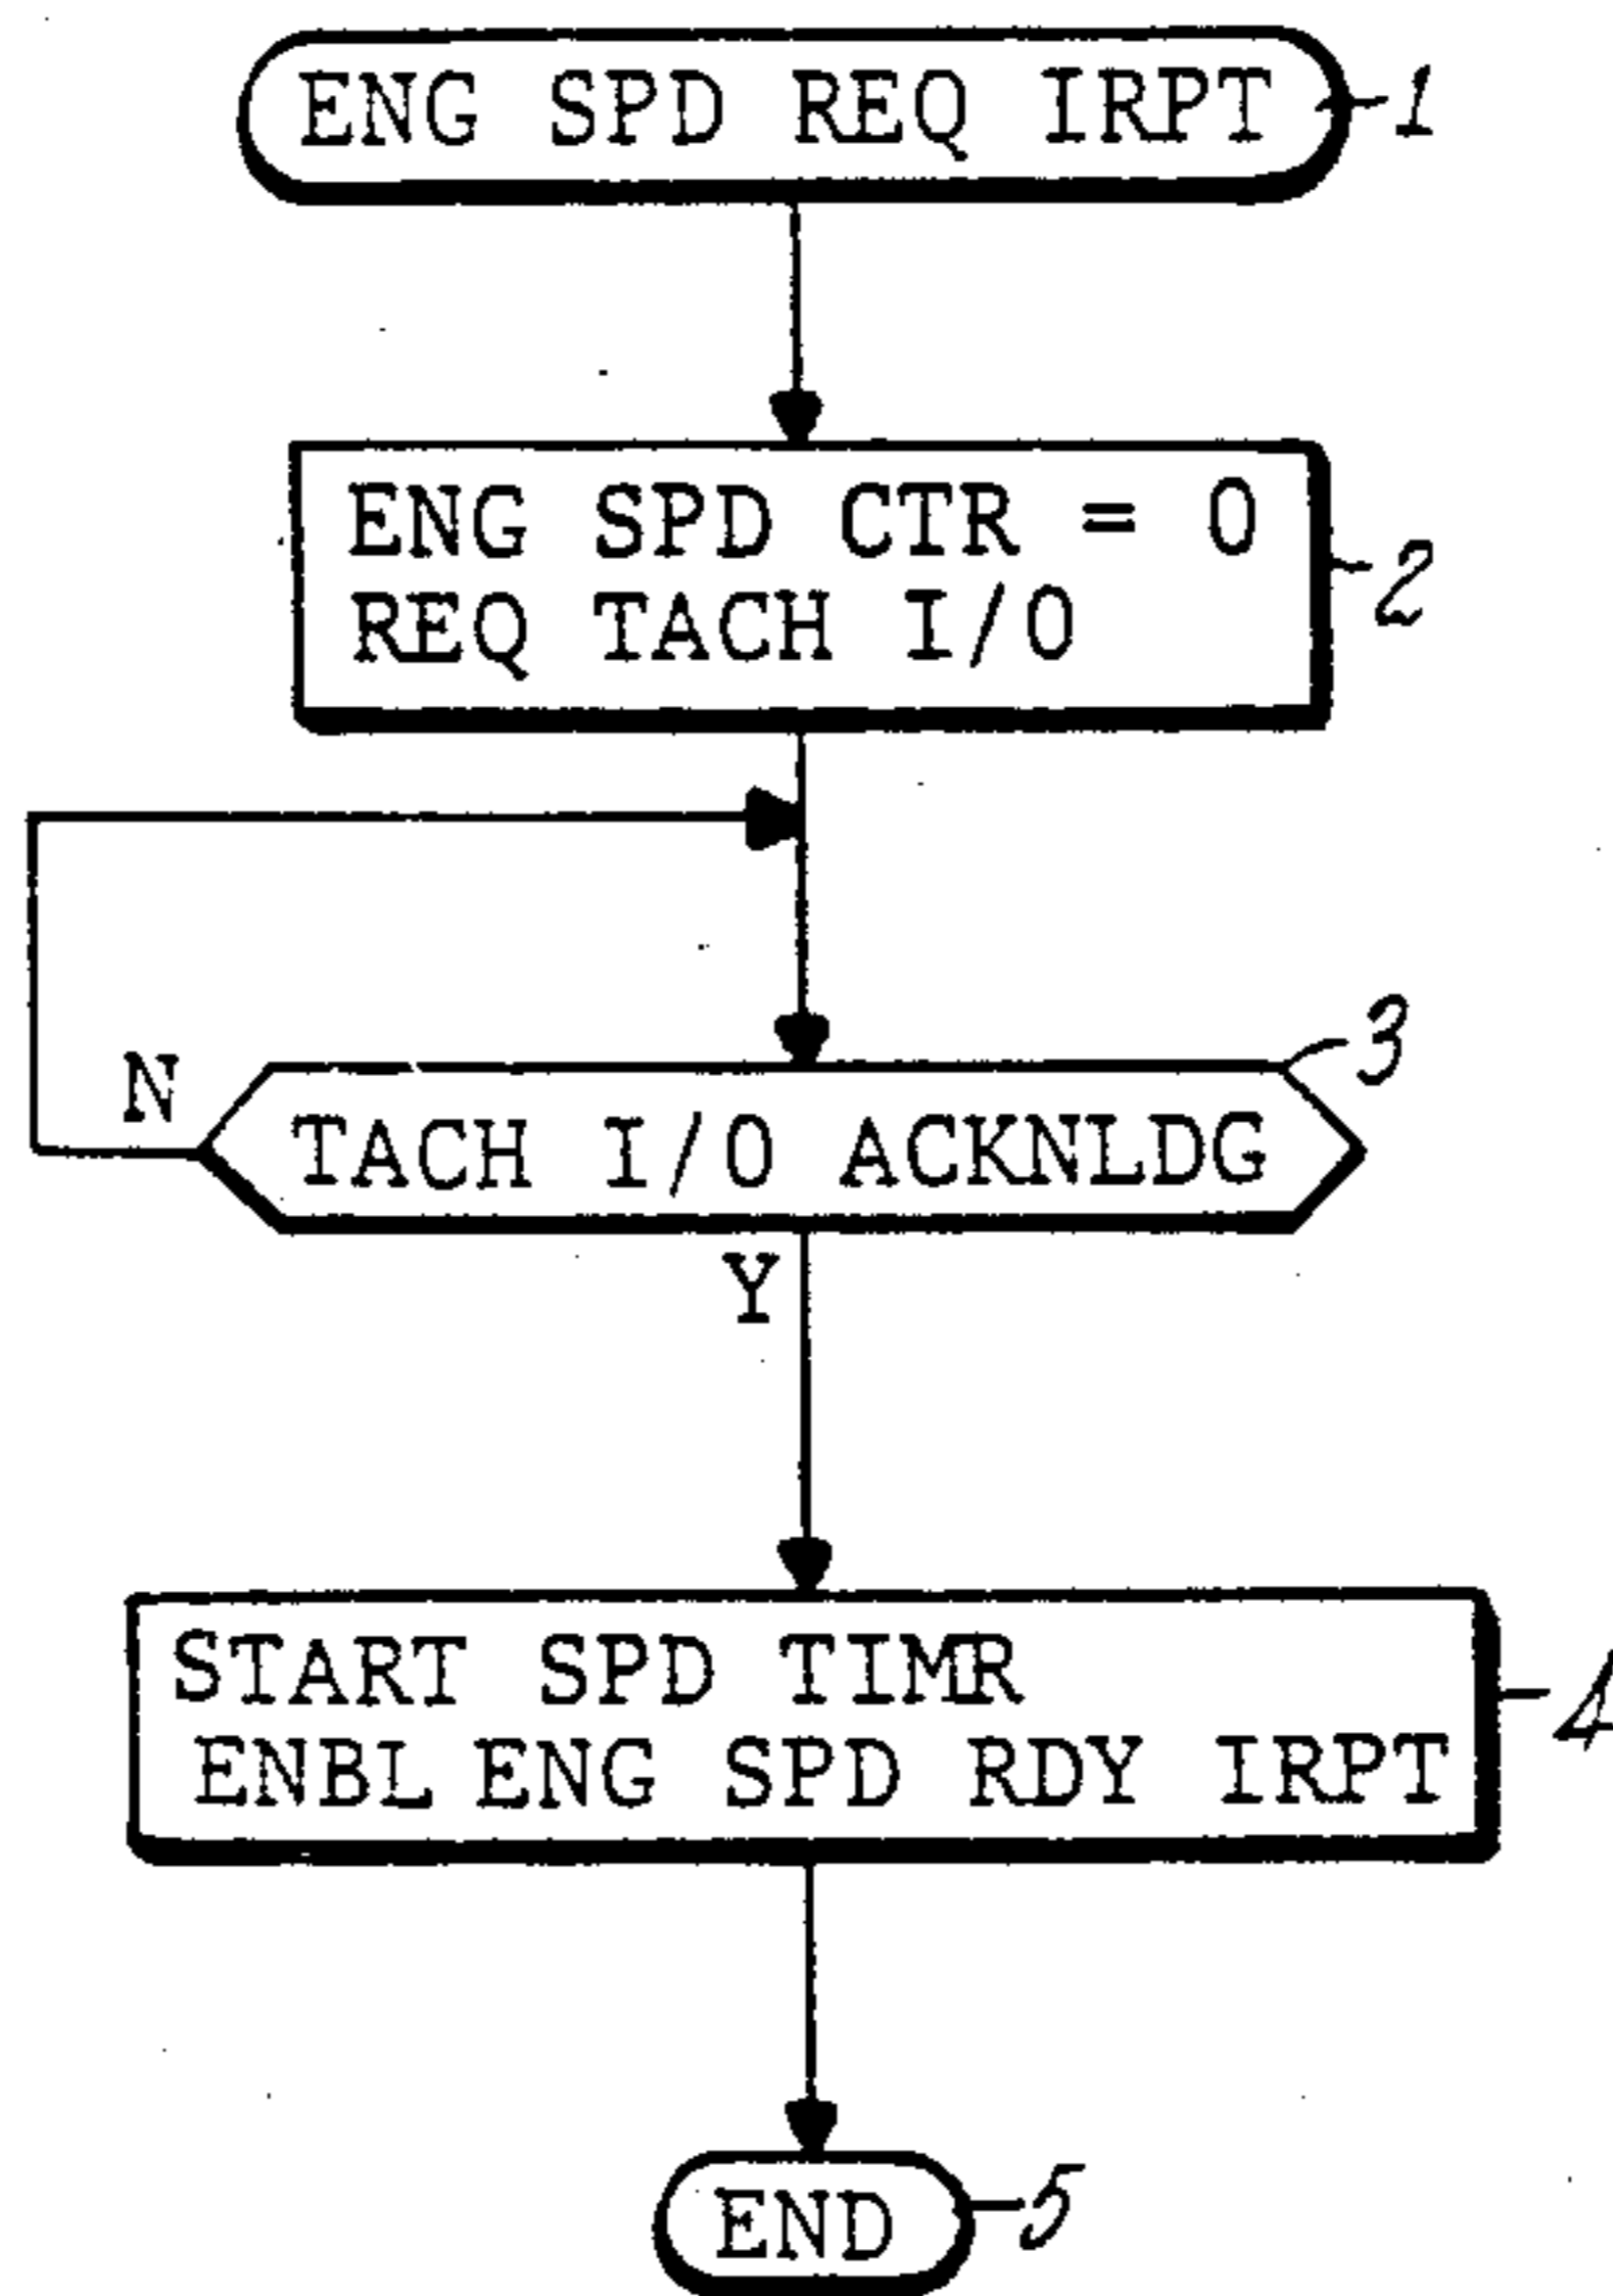 ENG SPD REQ IRPT
1
ENG SPD CTR = 0
REQ TACH I/O
2
3
N
TACH I/O ACKNLDG
Y
START SPD TIMR
4
ENBL ENG SPD RDY IRPT
END
5